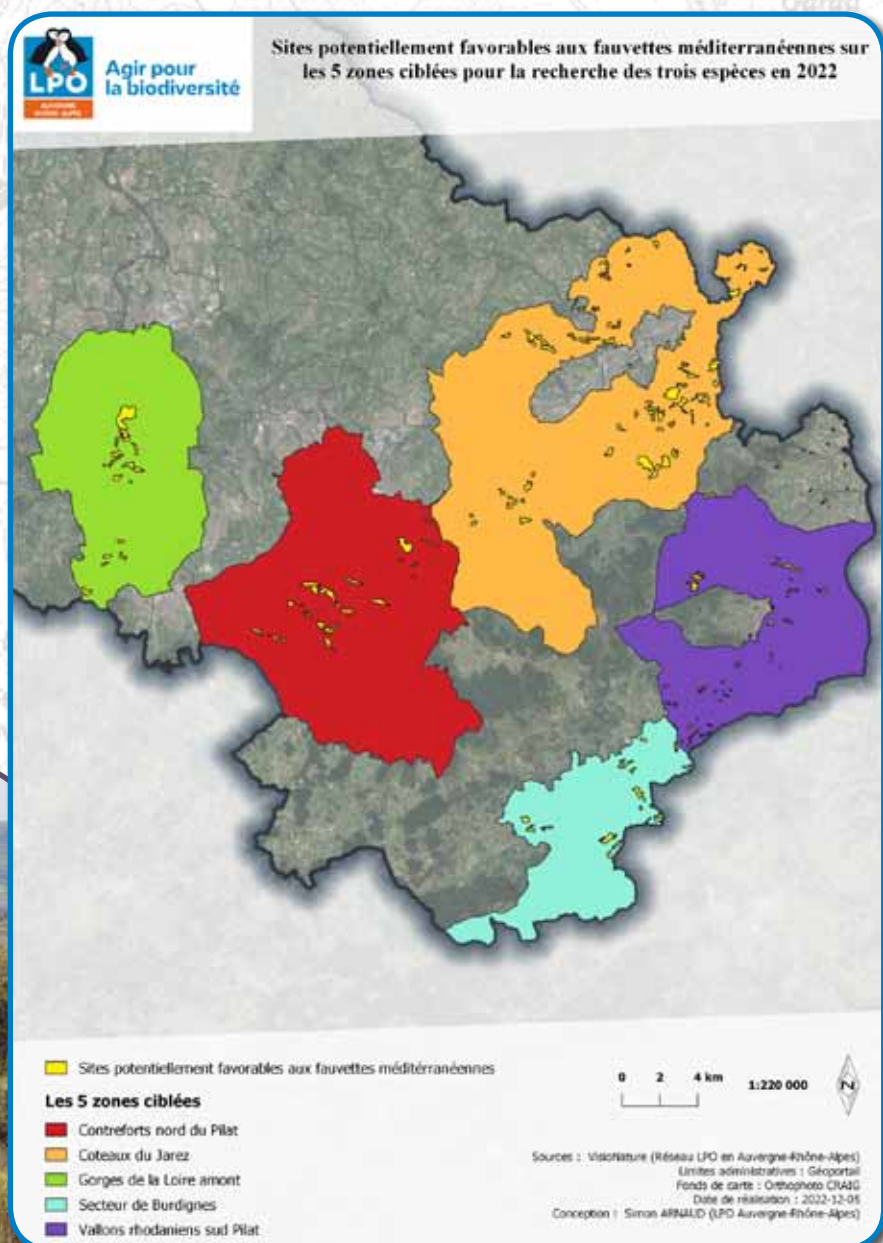 LPO
AUVERGNE
RHÔNE-ALPES
Agir pour
la biodiversité
Sites potentiellement favorables aux fauvettes méditerranéennes sur
les 5 zones ciblées pour la recherche des trois espèces en 2022
Sites potentiellement favorables aux fauvettes méditérranéennes
Les 5 zones ciblées
Contreforts nord du Pilat
Coteaux du Jarez
Gorges de la Loire amont
Secteur de Burdignes
Vallons rhodaniens sud Pilat
0 2 4 km
1:220 000
N
Sources : VisioNature (Réseau LPO en Auvergne-Rhône-Alpes)
Limites administratives : Géoportail
Fonds de carte : Orthophoto CRAIG
Date de réalisation : 2022-12-05
Conception : Simon ARNAUD (LPO Auvergne-Rhône-Alpes)